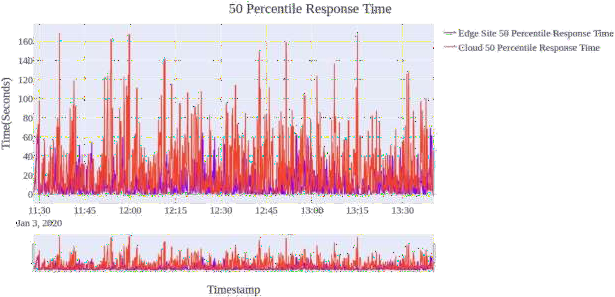 50 Percentile Response Time
Edge Site 50 Percentile Response Time
Cloud 50 Percentile Response Time
Time(Seconds)
160
140
120
100
80
60
40
20
0
11:30 11:45 12:00 12:15 12:30 12:45 13:00 13:15 13:30
Jan 3, 2020
Timestamp